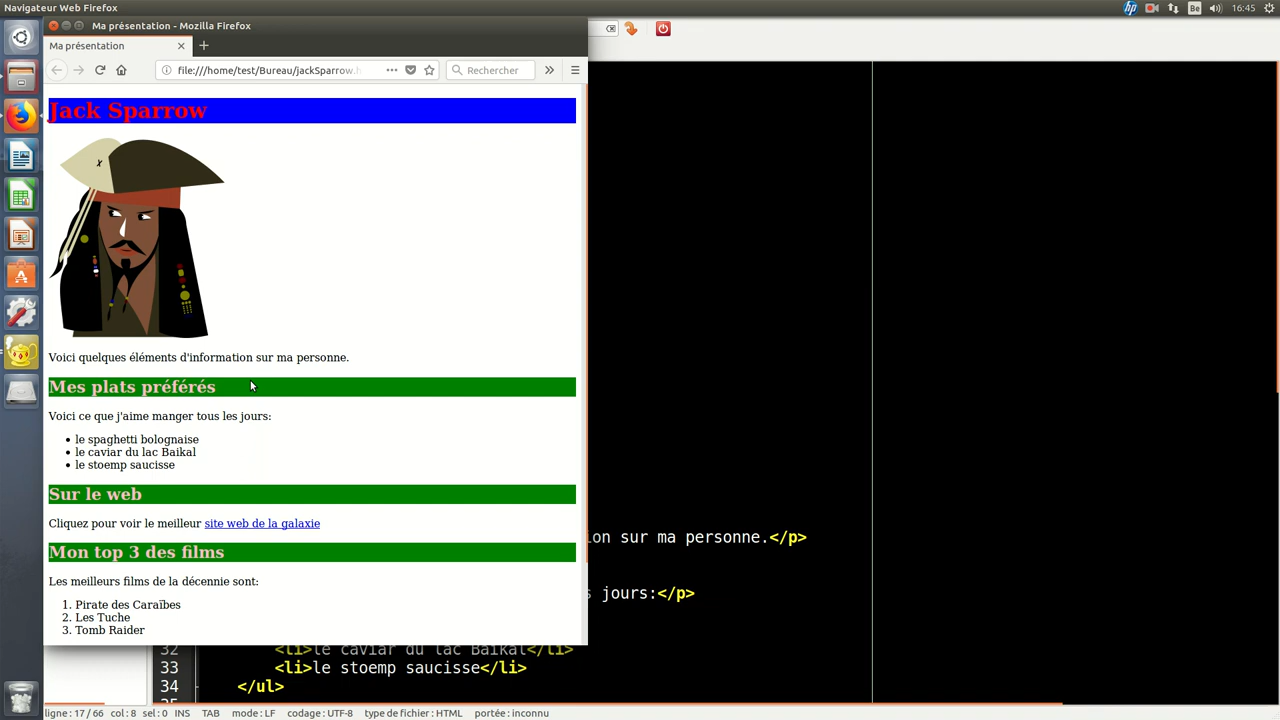 Navigateur Web Firefox
Be
16:45
Ma présentation - Mozilla Firefox
Ma présentation
file:///home/test/Bureau/jackSparrow.h
Rechercher
Jack Sparrow
Voici quelques éléments d'information sur ma personne.
Mes plats préférés
Voici ce que j'aime manger tous les jours:
le spaghetti bolognaise
le caviar du lac Baikal
le stoemp saucisse
Sur le web
Cliquez pour voir le meilleur site web de la galaxie
Mon top 3 des films
Les meilleurs films de la décennie sont:
1. Pirate des Caraïbes
2. Les Tuche
3. Tomb Raider
ion sur ma personne.</p>
s jours:</p>
32 <li>le caviar du lac Baikal</li>
33 <li>le stoemp saucisse</li>
34 </ul>
ligne : 17 / 66 col : 8 sel : 0 INS TAB mode : LF codage : UTF-8 type de fichier : HTML portée : inconnu